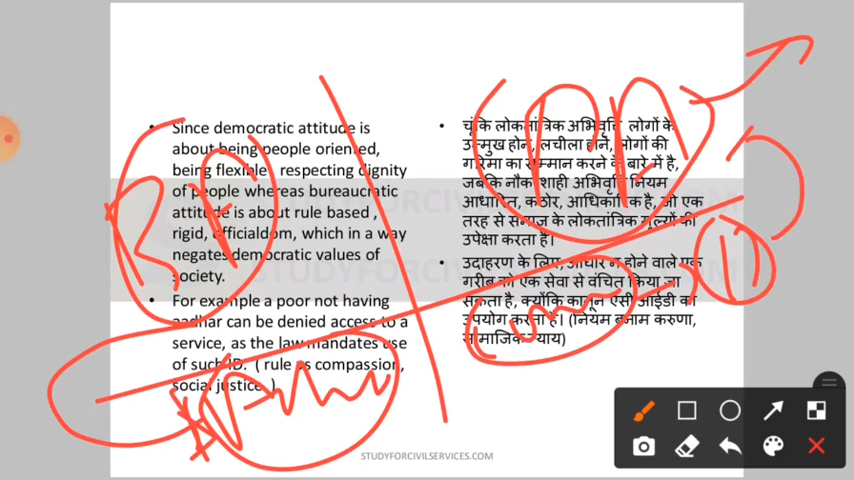 • Since democratic attitude is
about being people oriented,
being flexible, respecting dignity
of people whereas bureaucratic
attitude is about rule based ,
rigid, officialdom, which in a way
negates democratic values of
society.
• For example a poor not having
aadhar can be denied access to a
service, as the law mandates use
of such ID. ( rule as compassion,
social justice )
• चूंकि लोकतांत्रिक अभिवृत्ति लोगों के
उन्मुख होने, लचीला होने, लोगों की
गरिमा का सम्मान करने के बारे में है,
जबकि नौकरशाही अभिवृत्ति नियम
आधारित, कठोर, आधिकारिक है, जो एक
तरह से समाज के लोकतांत्रिक मूल्यों की
उपेक्षा करता है।
• उदाहरण के लिए, आधार न होने वाले एक
गरीब को एक सेवा से वंचित किया जा
सकता है, क्योंकि कानून ऐसी आईडी का
उपयोग करता है। (नियम बनाम करुणा,
सामाजिक न्याय)
STUDYFORCIVILSERVICES.COM